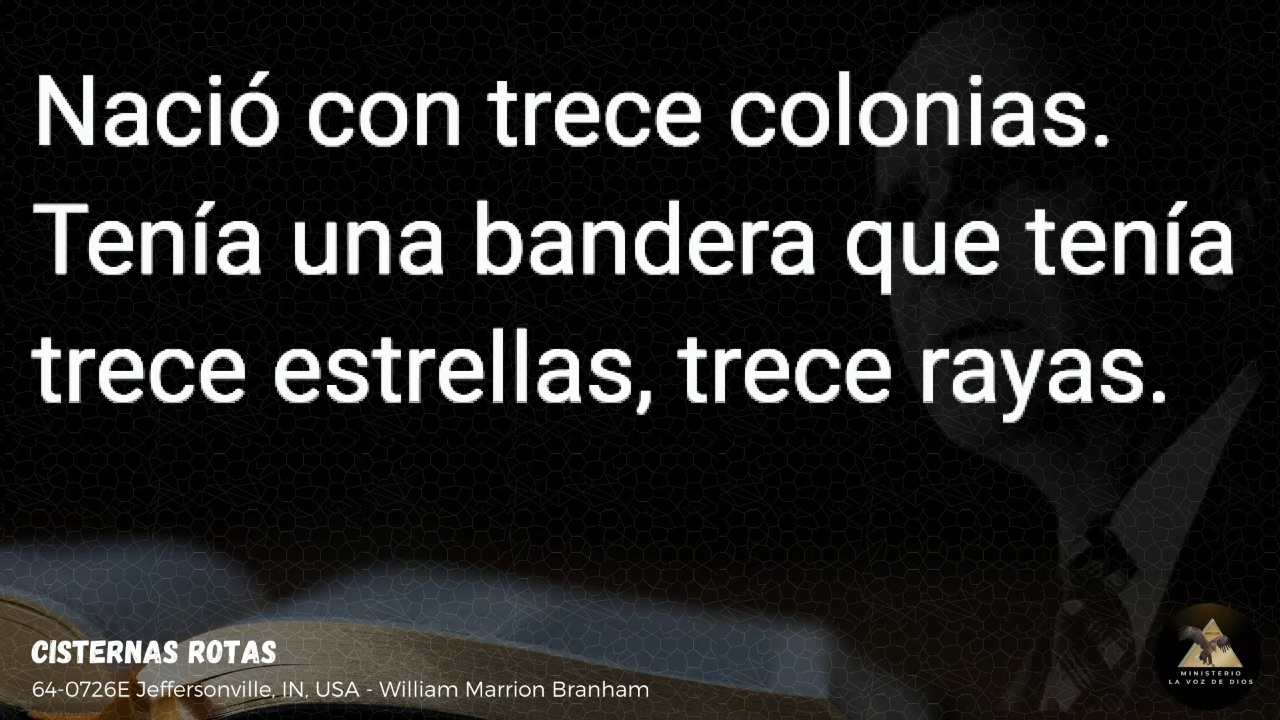 Nació con trece colonias.
Tenía una bandera que tenía
trece estrellas, trece rayas.
CISTERNAS ROTAS
64-0726E Jeffersonville, IN, USA - William Marrion Branham
MINISTERIO
LA VOZ DE DIOS